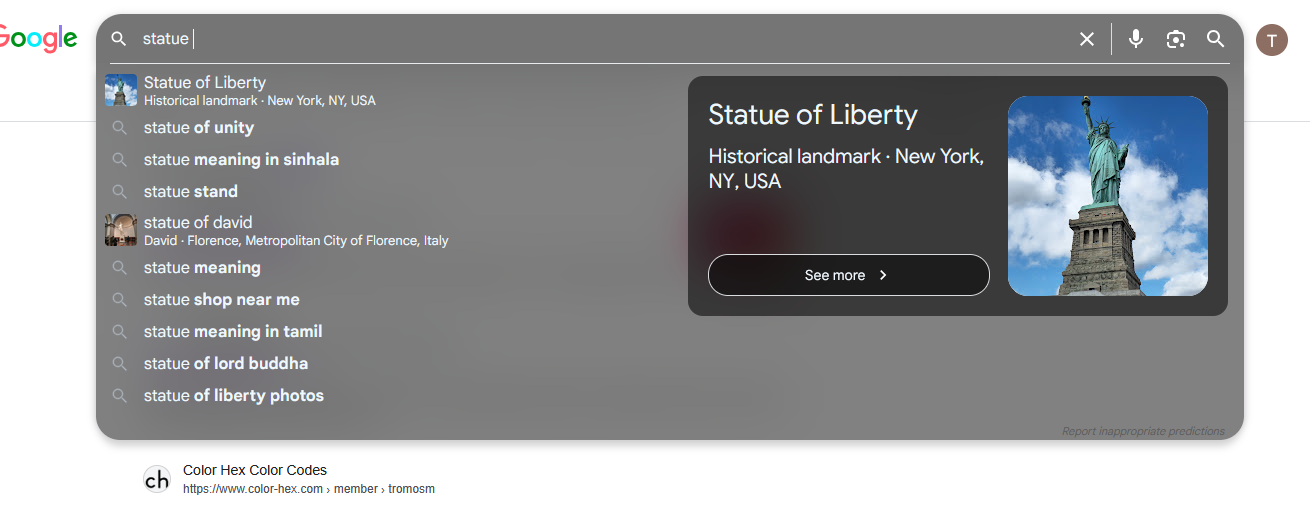 Google
statue
T
Statue of Liberty
Historical landmark · New York, NY, USA
statue of unity
statue meaning in sinhala
statue stand
statue of david
David · Florence, Metropolitan City of Florence, Italy
statue meaning
statue shop near me
statue meaning in tamil
statue of lord buddha
statue of liberty photos
Statue of Liberty
Historical landmark · New York,
NY, USA
See more
Report inappropriate predictions
ch
Color Hex Color Codes
https://www.color-hex.com › member › tromosm